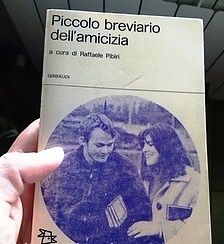 Piccolo breviario
dell'amicizia
a cura di Raffaele Pibiri
GRIBAUDI